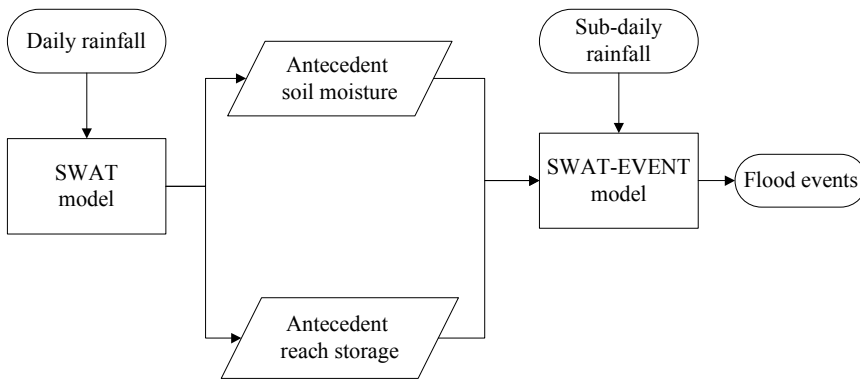 Daily rainfall
SWAT
model
Antecedent
soil moisture
Antecedent
reach storage
Sub-daily
rainfall
SWAT-EVENT
model
Flood events